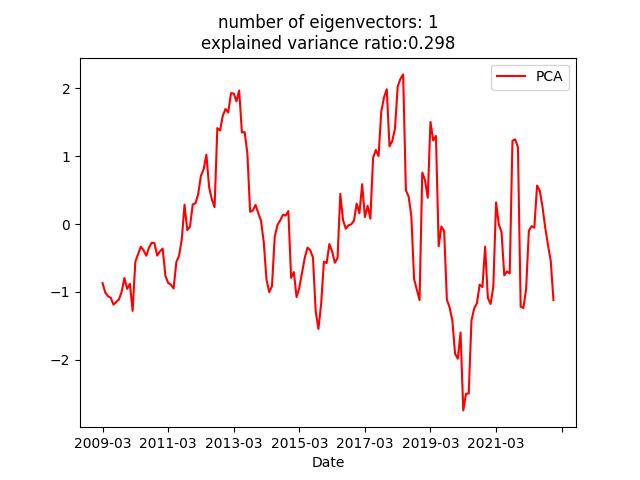 number of eigenvectors: 1
explained variance ratio:0.298
PCA
2
1
0
−1
−2
2009-03 2011-03 2013-03 2015-03 2017-03 2019-03 2021-03
Date